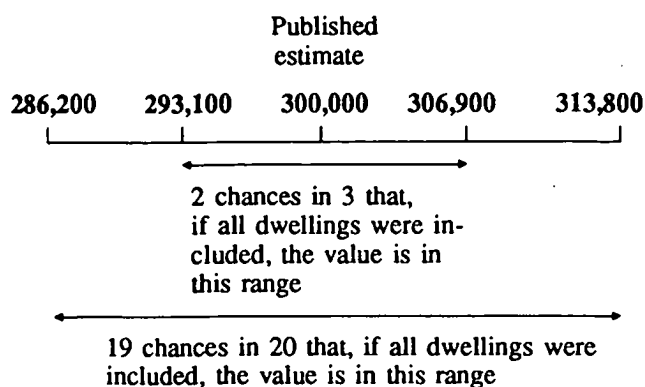 Published
estimate
286,200 293,100 300,000 306,900 313,800
2 chances in 3 that,
if all dwellings were in-
cluded, the value is in
this range
19 chances in 20 that, if all dwellings were
included, the value is in this range